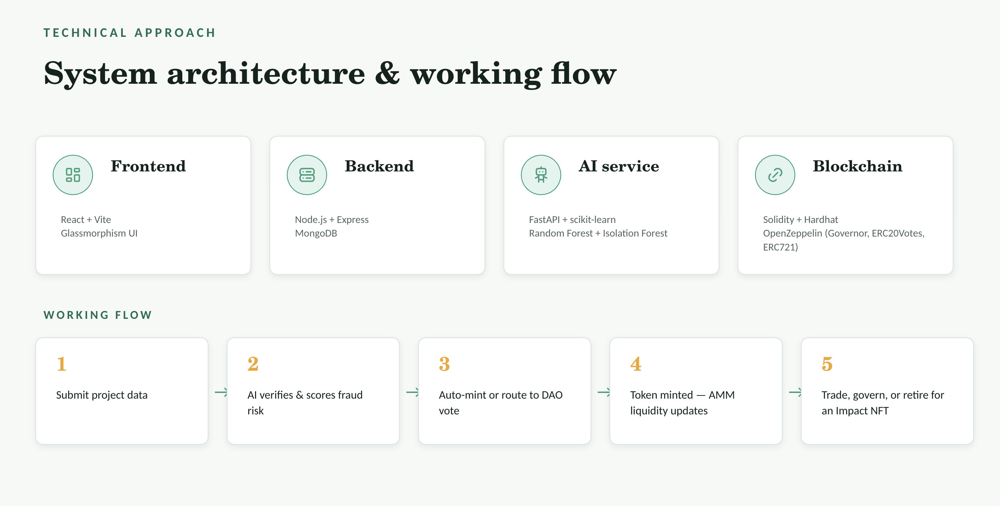 TECHNICAL APPROACH
System architecture & working flow
Frontend
React + Vite
Glassmorphism UI
Backend
Node.js + Express
MongoDB
AI service
FastAPI + scikit-learn
Random Forest + Isolation Forest
Blockchain
Solidity + Hardhat
OpenZeppelin (Governor, ERC20Votes,
ERC721)
WORKING FLOW
1
Submit project data
→
2
AI verifies & scores fraud
risk
→
3
Auto-mint or route to DAO
vote
→
4
Token minted — AMM
liquidity updates
→
5
Trade, govern, or retire for
an Impact NFT